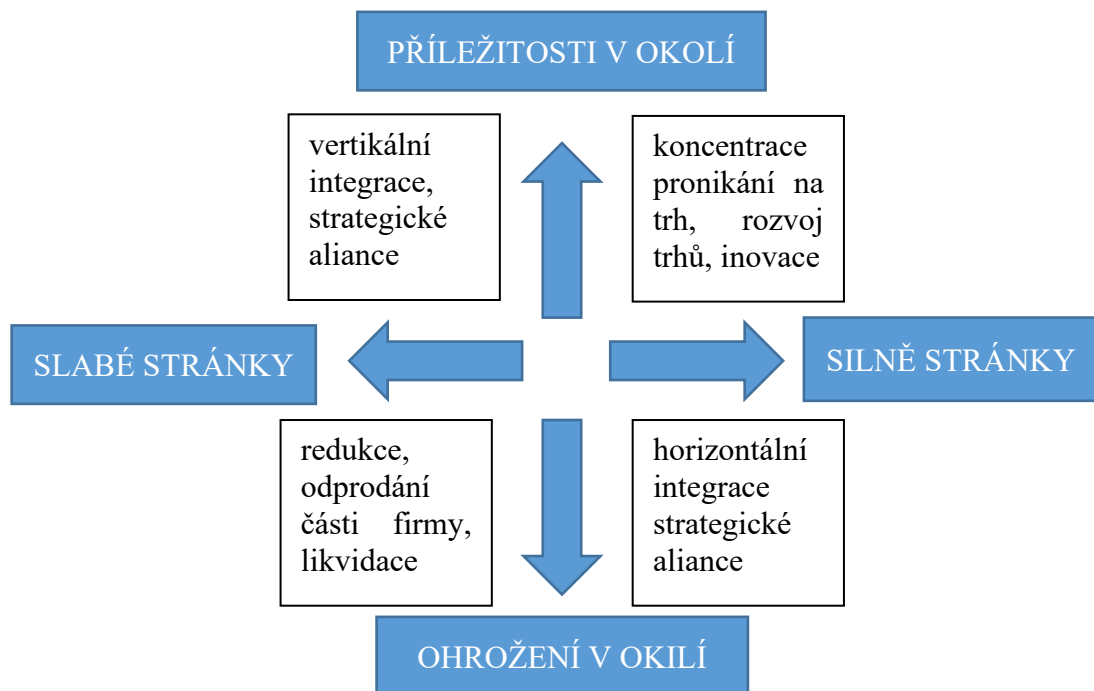 PŘÍLEŽITOSTI V OKOLÍ
vertikální
integrace,
strategické
aliance
koncentrace
pronikání na
trh, rozvoj
trhů, inovace
SLABÉ STRÁNKY
SILNĚ STRÁNKY
redukce,
odprodání
části firmy,
likvidace
horizontální
integrace
strategické
aliance
OHROŽENÍ V OKILÍ